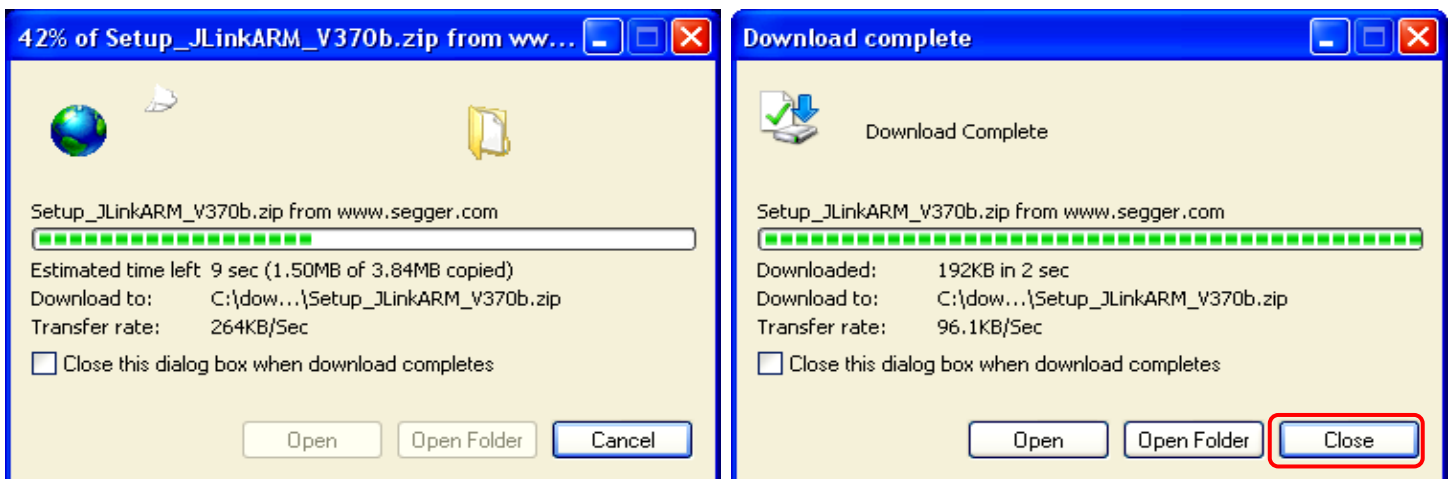 42% of Setup_JLinkARM_V370b.zip from ww...
Setup_JLinkARM_V370b.zip from www.segger.com
Estimated time left 9 sec (1.50MB of 3.84MB copied)
Download to: C:\dow...\Setup_JLinkARM_V370b.zip
Transfer rate: 264KB/Sec
Close this dialog box when download completes
Open Open Folder Cancel
Download complete
Download Complete
Setup_JLinkARM_V370b.zip from www.segger.com
Downloaded: 192KB in 2 sec
Download to: C:\dow...\Setup_JLinkARM_V370b.zip
Transfer rate: 96.1KB/Sec
Close this dialog box when download completes
Open Open Folder Close